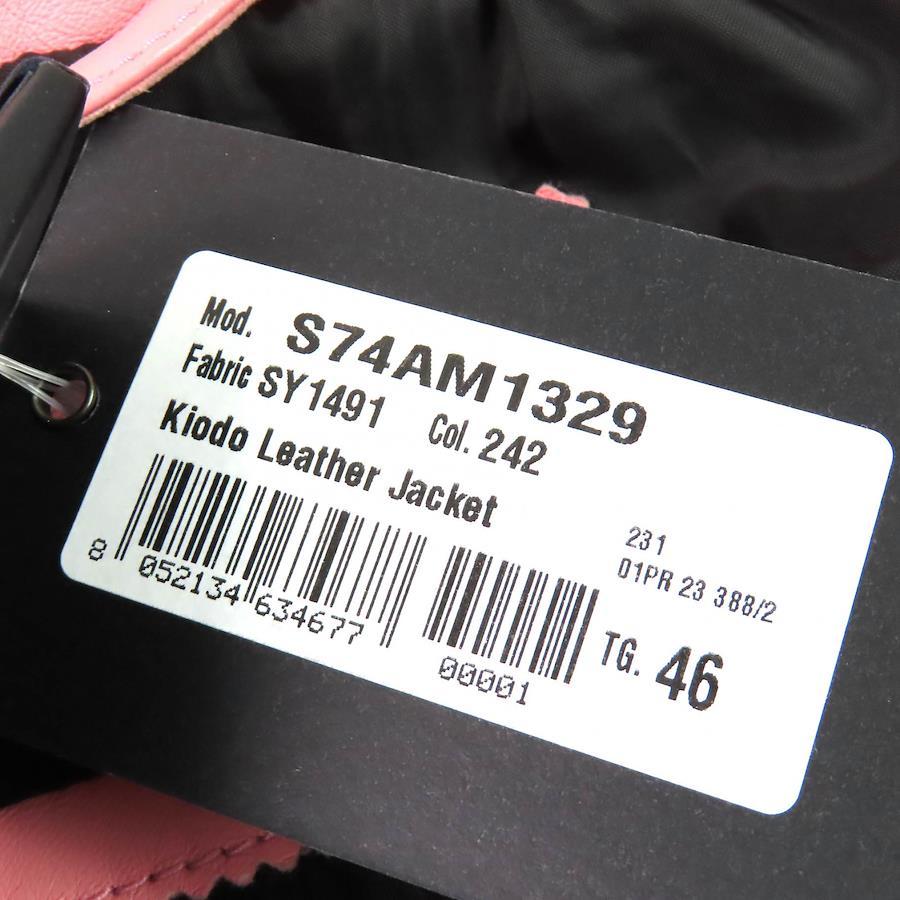 Mod. S74AM1329
Fabric SY1491 Col. 242
Kiodo Leather Jacket
231
01PR 23 388/2
8 052134 634677
00001
TG. 46